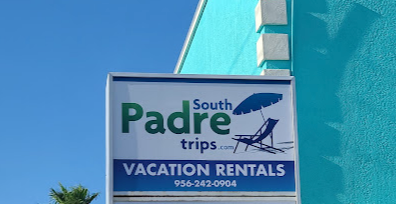 South
Padre
trips.com
VACATION RENTALS
956-242-0904